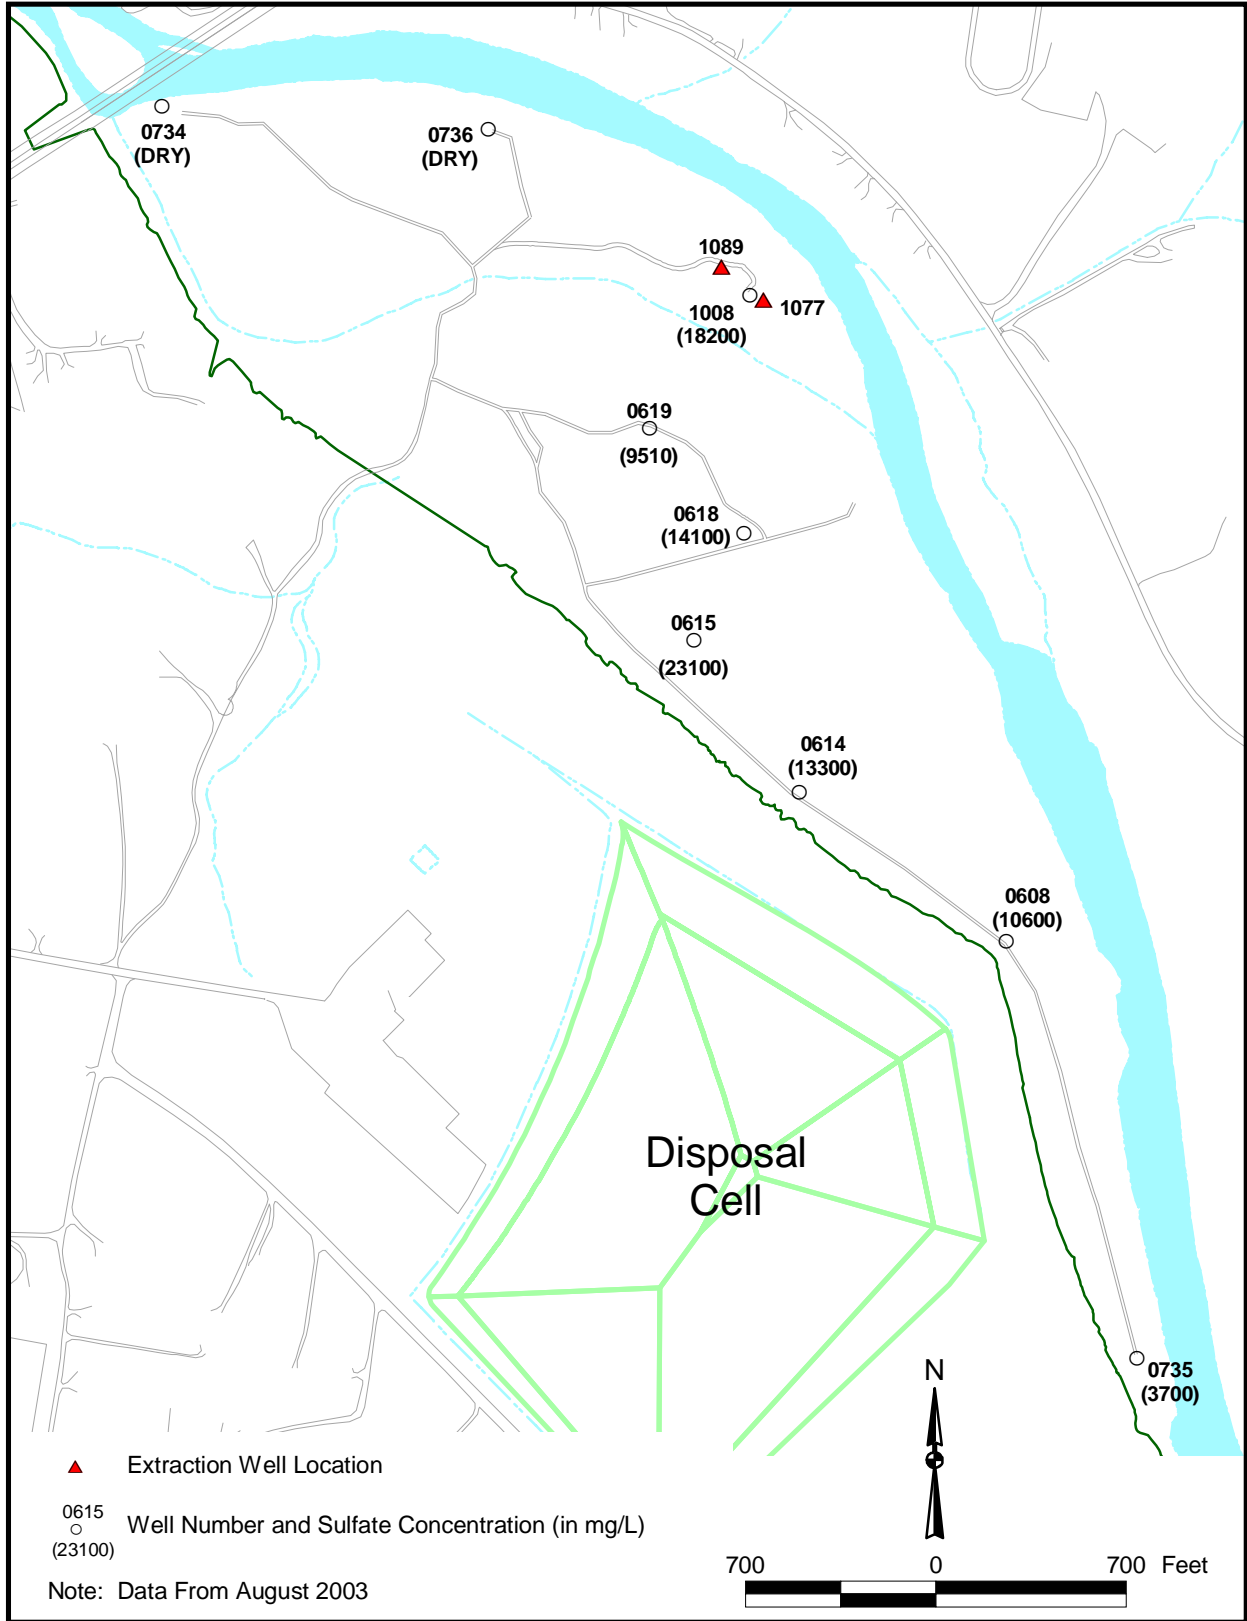 0734
(DRY)
0736
(DRY)
1089
1008
(18200)
1077
0619
(9510)
0618
(14100)
0615
(23100)
0614
(13300)
0608
(10600)
Disposal
Cell
0735
(3700)
N
Extraction Well Location
0615
(23100)
Well Number and Sulfate Concentration (in mg/L)
Note: Data From August 2003
700 0 700 Feet